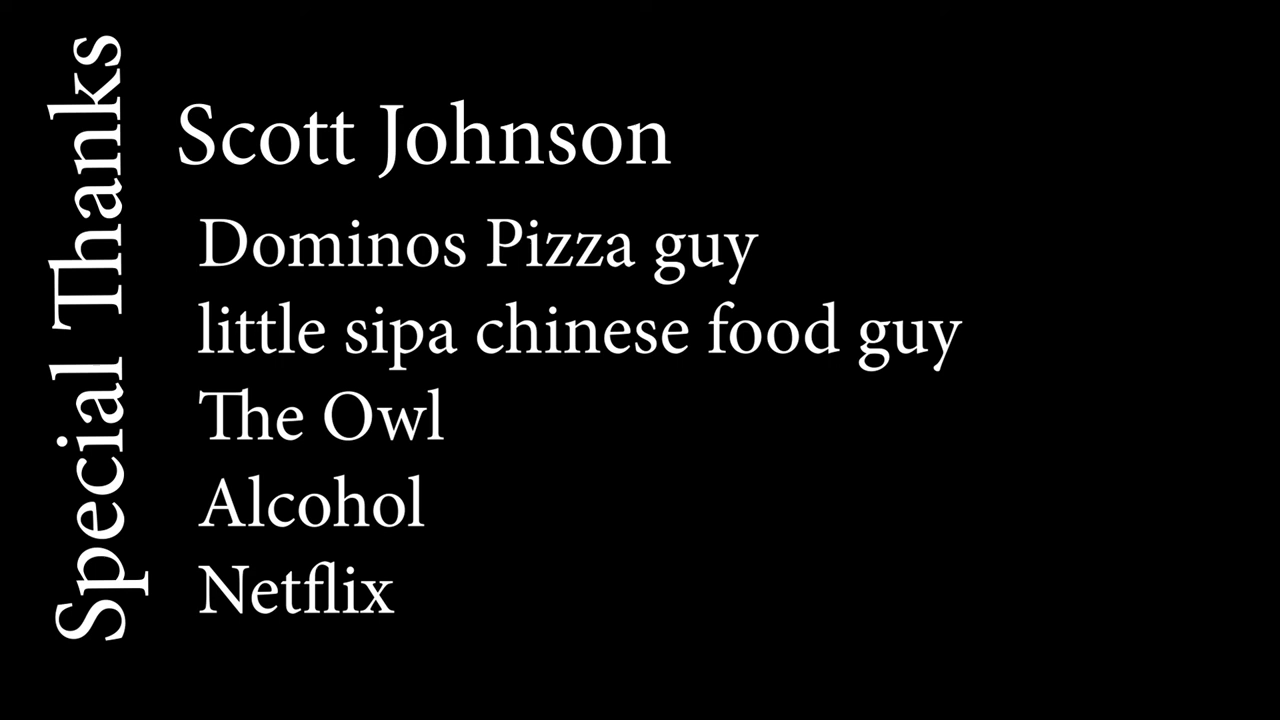 Special Thanks
Scott Johnson
Dominos Pizza guy
little sipa chinese food guy
The Owl
Alcohol
Netflix